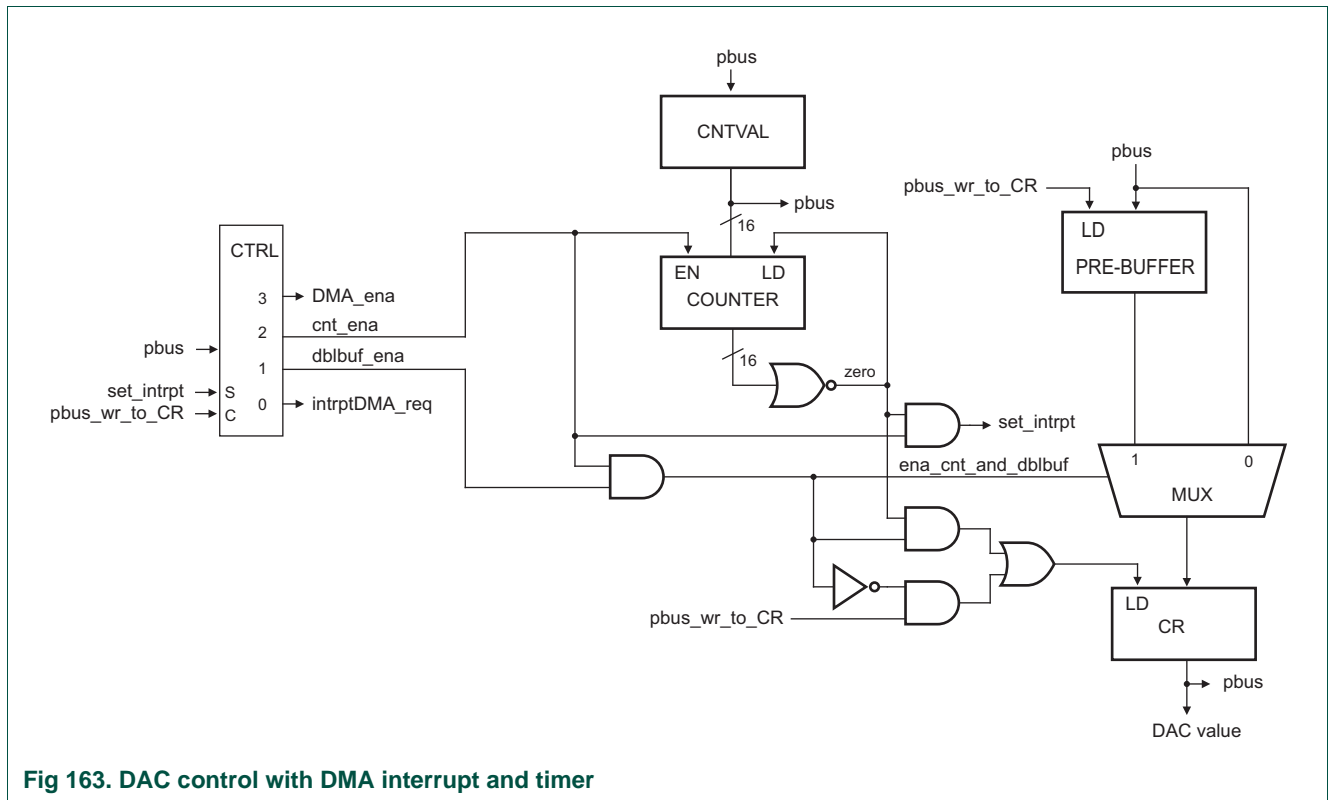 pbus
CNTVAL
pbus
16
pbus
pbus_wr_to_CR
LD
PRE-BUFFER
CTRL
3
DMA_ena
2
cnt_ena
1
dblbuf_ena
0
intrptDMA_req
pbus
set_intrpt
S
pbus_wr_to_CR
C
EN
LD
COUNTER
16
zero
set_intrpt
ena_cnt_and_dblbuf
1
0
MUX
pbus_wr_to_CR
LD
CR
pbus
DAC value
Fig 163. DAC control with DMA interrupt and timer